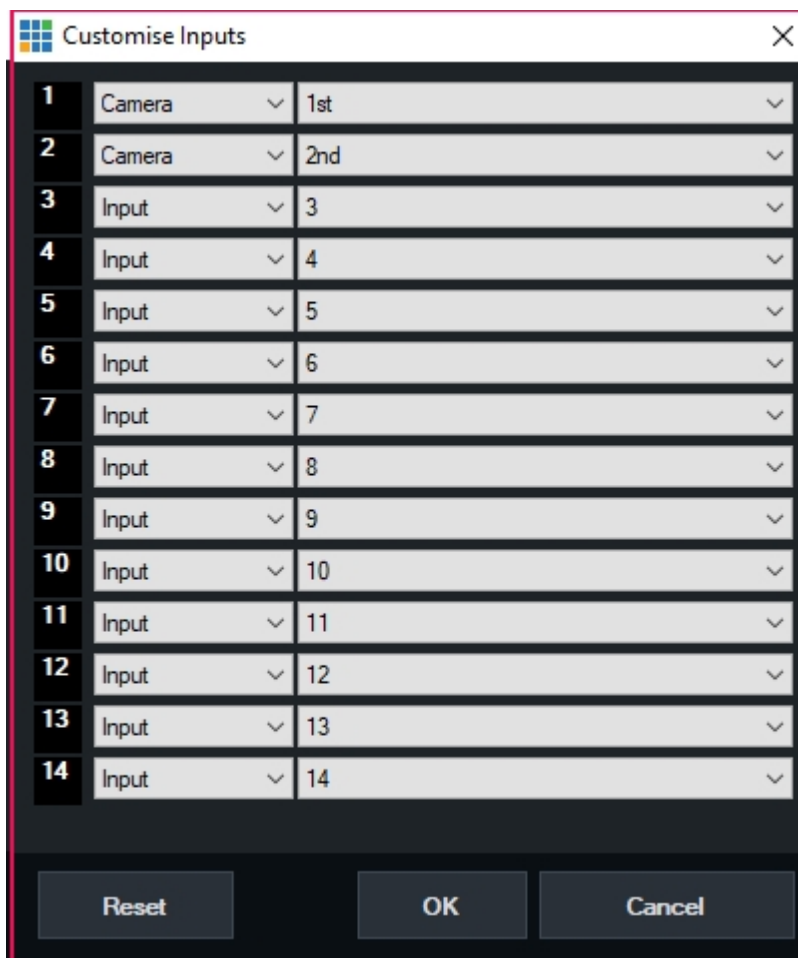 Customise Inputs
1 Camera 1st
2 Camera 2nd
3 Input 3
4 Input 4
5 Input 5
6 Input 6
7 Input 7
8 Input 8
9 Input 9
10 Input 10
11 Input 11
12 Input 12
13 Input 13
14 Input 14
Reset OK Cancel